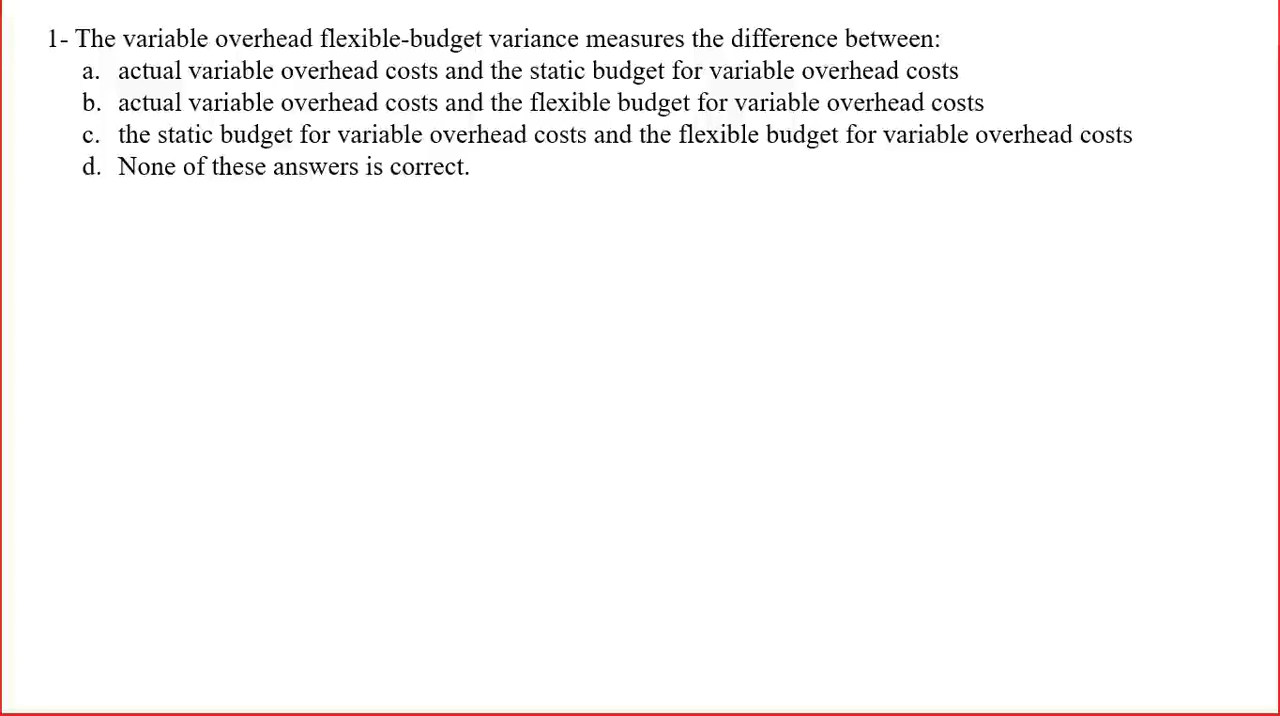 1- The variable overhead flexible-budget variance measures the difference between:
a. actual variable overhead costs and the static budget for variable overhead costs
b. actual variable overhead costs and the flexible budget for variable overhead costs
c. the static budget for variable overhead costs and the flexible budget for variable overhead costs
d. None of these answers is correct.